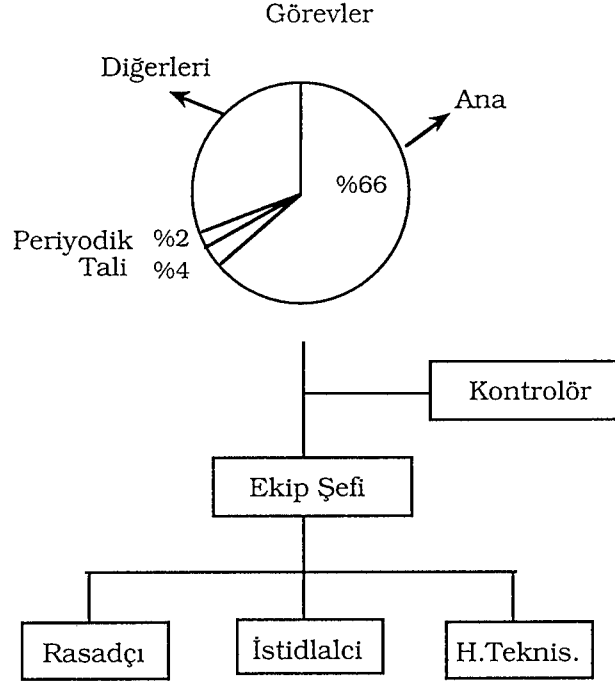 Görevler
Diğerleri
Ana
%66
Periyodik %2
Tali %4
Kontrolör
Ekip Şefi
Rasadçı
İstidlalci
H.Teknis.